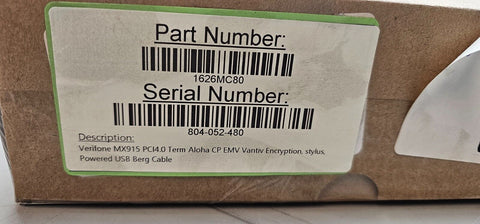 Part Number:
1626MC80
Serial Number:
804-052-480
Description:
Verifone MX915 PCI4.0 Term Aloha CP EMV Vantiv Encryption, stylus,
Powered USB Berg Cable